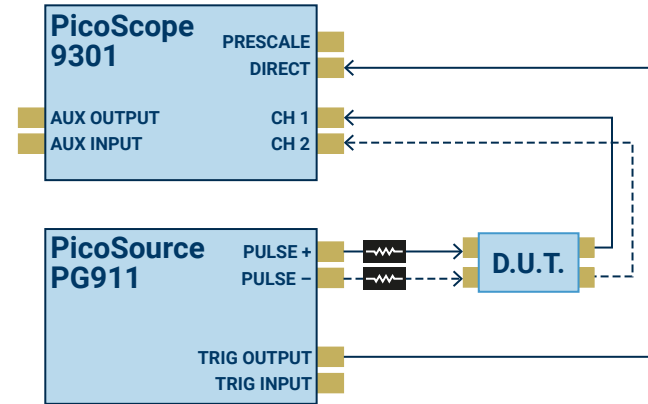 PicoScope
9301
PRESCALE
DIRECT
AUX OUTPUT
CH 1
AUX INPUT
CH 2
PicoSource
PG911
PULSE +
PULSE –
D.U.T.
TRIG OUTPUT
TRIG INPUT